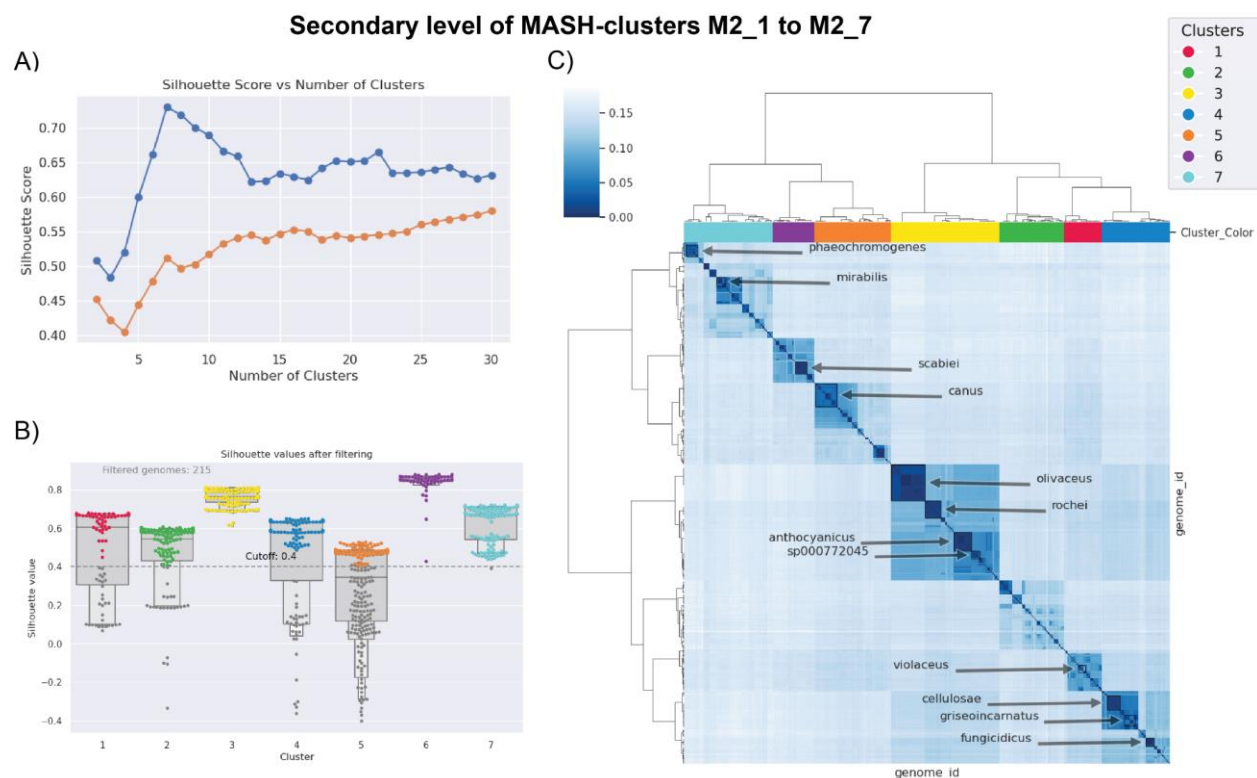 Secondary level of MASH-clusters M2_1 to M2_7
A)
Silhouette Score vs Number of Clusters
0.70
0.65
0.60
0.55
0.50
0.45
0.40
Silhouette Score
5
10
15
20
25
30
Number of Clusters
B)
Silhouette values after filtering
Filtered genomes: 215
Cutoff: 0.4
0.8
0.6
0.4
0.2
0.0
−0.2
−0.4
Silhouette value
1
2
3
4
5
6
7
Cluster
C)
0.15
0.10
0.05
0.00
Clusters
1
2
3
4
5
6
7
Cluster_Color
phaeochromogenes
mirabilis
scabiei
canus
olivaceus
rochei
anthocyanicus
sp000772045
violaceus
cellulosae
griseoincarnatus
fungicidicus
genome_id
genome_id